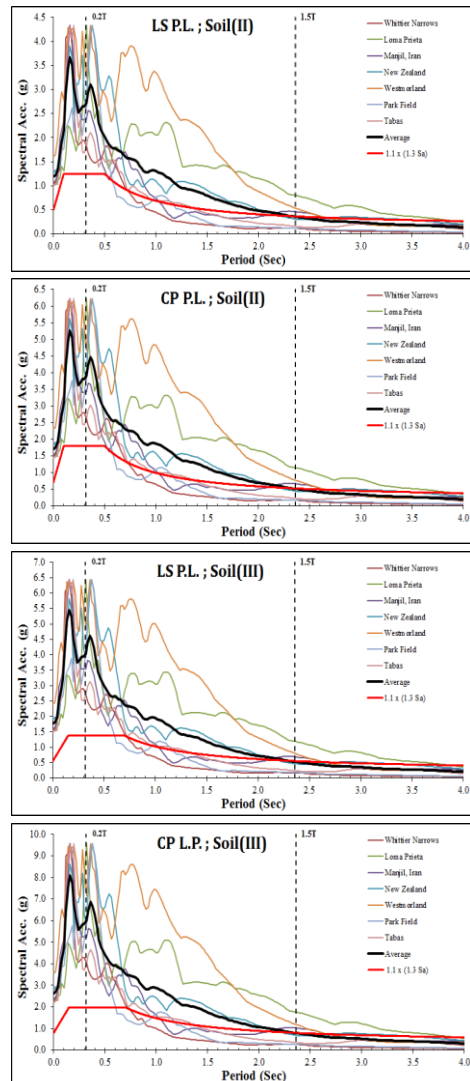 LS P.L. ; Soil(II)
4.5
4.0
3.5
3.0
2.5
2.0
1.5
1.0
0.5
0.0
Spectral Acc. (g)
0.2T
1.5T
Whittier Narrows
Loma Prieta
Manjil, Iran
New Zealand
Westmorland
Park Field
Tabas
Average
1.1 x (1.3 Sa)
0.0 0.5 1.0 1.5 2.0 2.5 3.0 3.5 4.0
Period (Sec)
CP P.L. ; Soil(II)
6.5
6.0
5.5
5.0
4.5
4.0
3.5
3.0
2.5
2.0
1.5
1.0
0.5
0.0
Spectral Acc. (g)
0.2T
1.5T
Whittier Narrows
Loma Prieta
Manjil, Iran
New Zealand
Westmorland
Park Field
Tabas
Average
1.1 x (1.3 Sa)
0.0 0.5 1.0 1.5 2.0 2.5 3.0 3.5 4.0
Period (Sec)
LS P.L. ; Soil(III)
7.0
6.5
6.0
5.5
5.0
4.5
4.0
3.5
3.0
2.5
2.0
1.5
1.0
0.5
0.0
Spectral Acc. (g)
0.2T
1.5T
Whittier Narrows
Loma Prieta
Manjil, Iran
New Zealand
Westmorland
Park Field
Tabas
Average
1.1 x (1.3 Sa)
0.0 0.5 1.0 1.5 2.0 2.5 3.0 3.5 4.0
Period (Sec)
CP L.P. ; Soil(III)
10.0
9.0
8.0
7.0
6.0
5.0
4.0
3.0
2.0
1.0
0.0
Spectral Acc. (g)
0.2T
1.5T
Whittier Narrows
Loma Prieta
Manjil, Iran
New Zealand
Westmorland
Park Field
Tabas
Average
1.1 x (1.3 Sa)
0.0 0.5 1.0 1.5 2.0 2.5 3.0 3.5 4.0
Period (Sec)